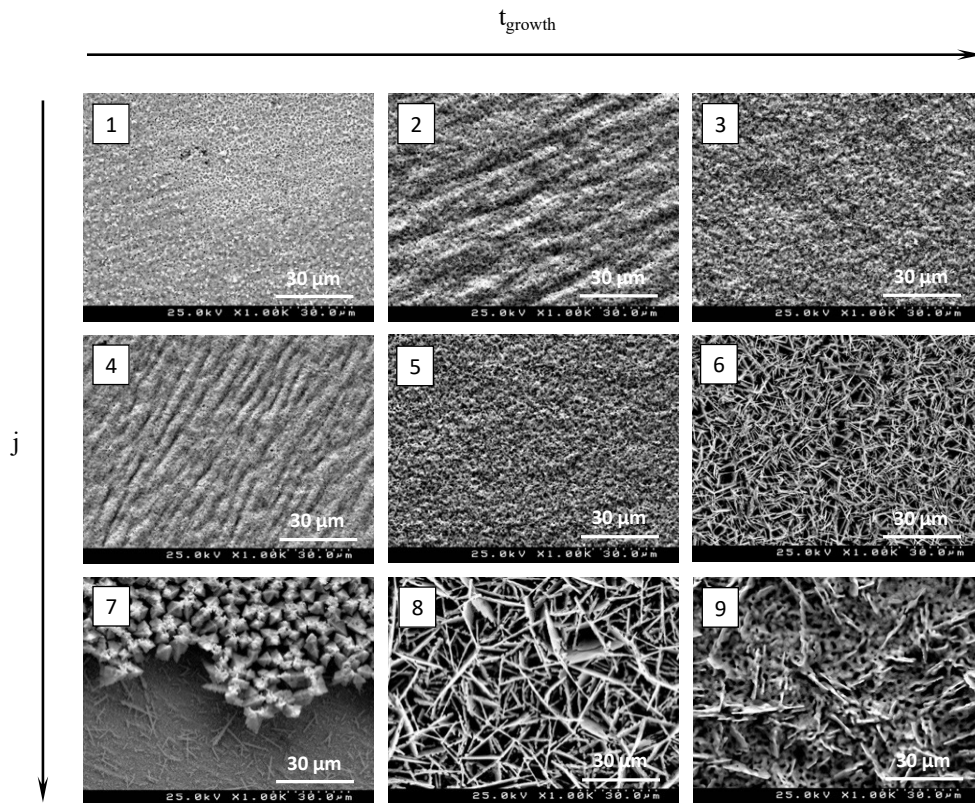 t_growth
1
2
3
30 µm
30 µm
30 µm
25.0kV X1.00K 30.0µm
25.0kV X1.00K 30.0µm
25.0kV X1.00K 30.0µm
j
4
5
6
30 µm
30 µm
30 µm
25.0kV X1.00K 30.0µm
25.0kV X1.00K 30.0µm
25.0kV X1.00K 30.0µm
7
8
9
30 µm
30 µm
30 µm
25.0kV X1.00K 30.0µm
25.0kV X1.00K 30.0µm
25.0kV X1.00K 30.0µm